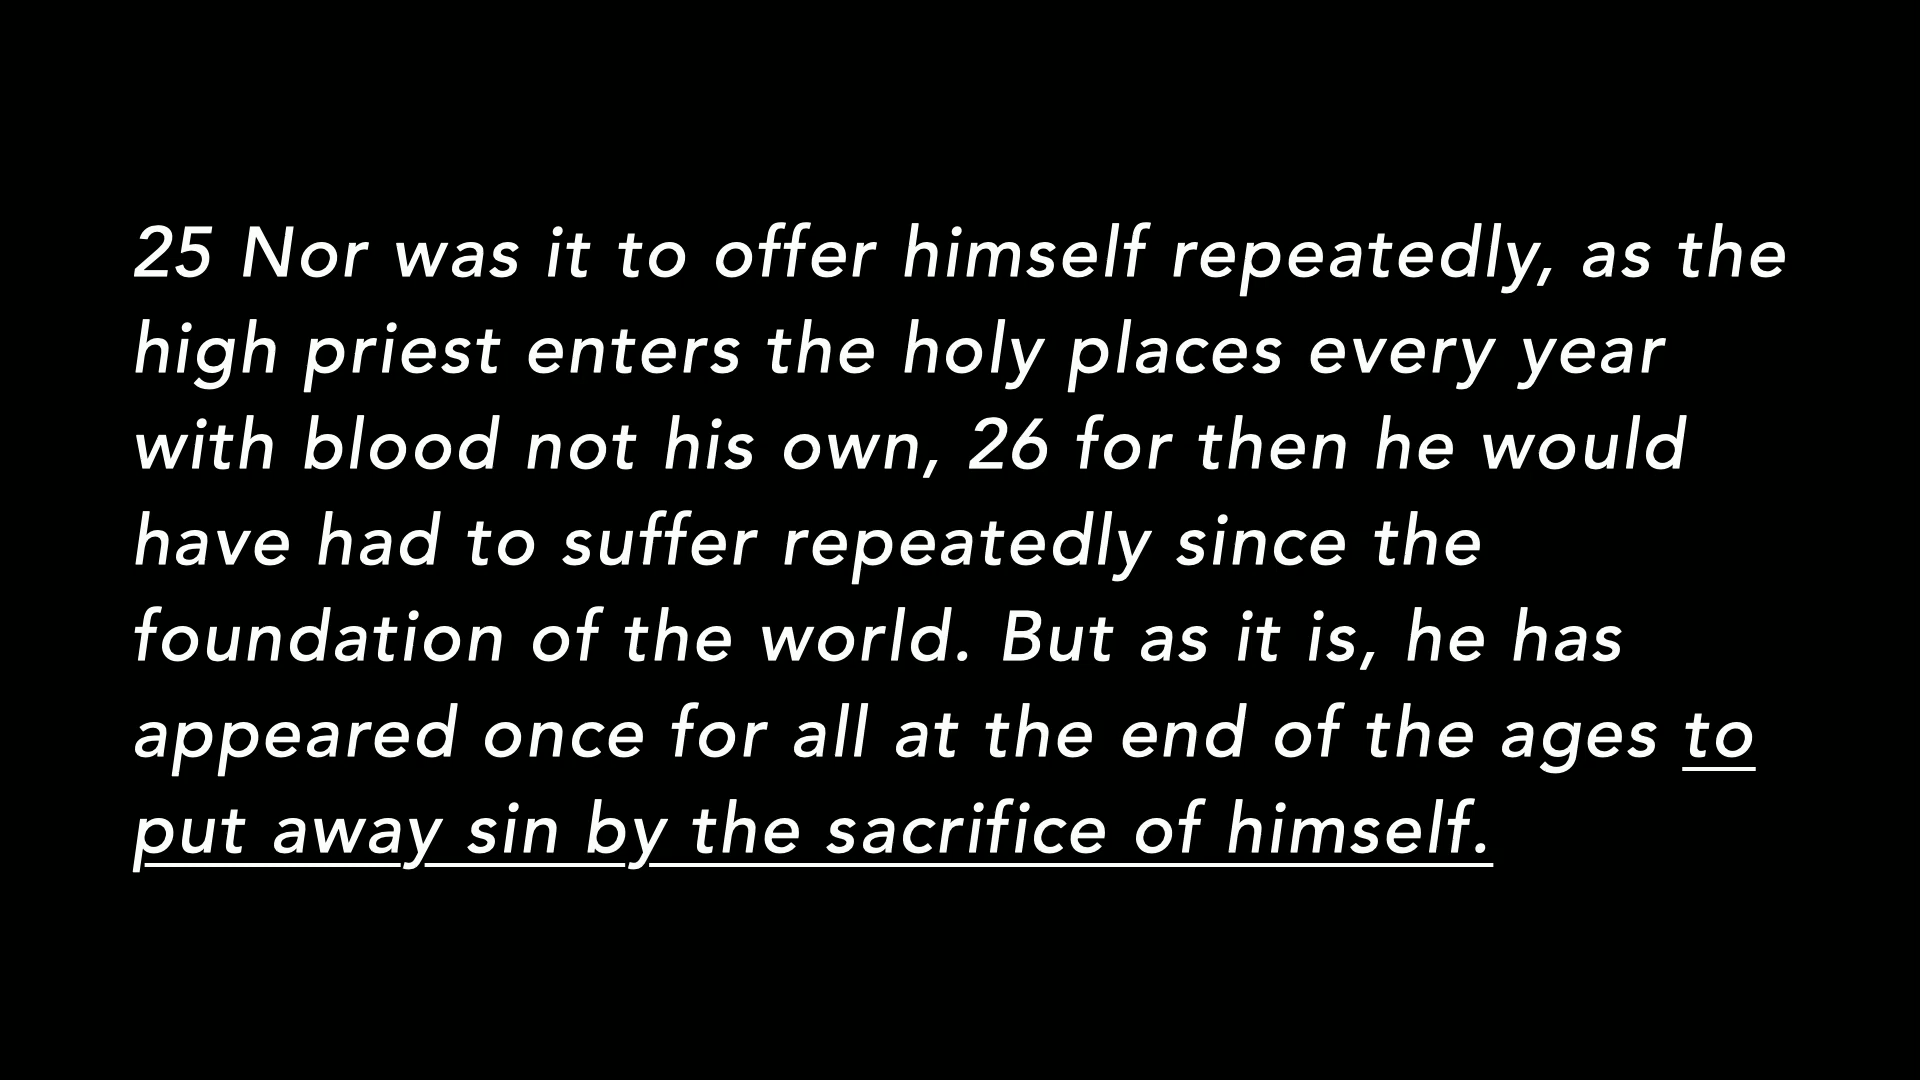 25 Nor was it to offer himself repeatedly, as the
high priest enters the holy places every year
with blood not his own, 26 for then he would
have had to suffer repeatedly since the
foundation of the world. But as it is, he has
appeared once for all at the end of the ages to
put away sin by the sacrifice of himself.